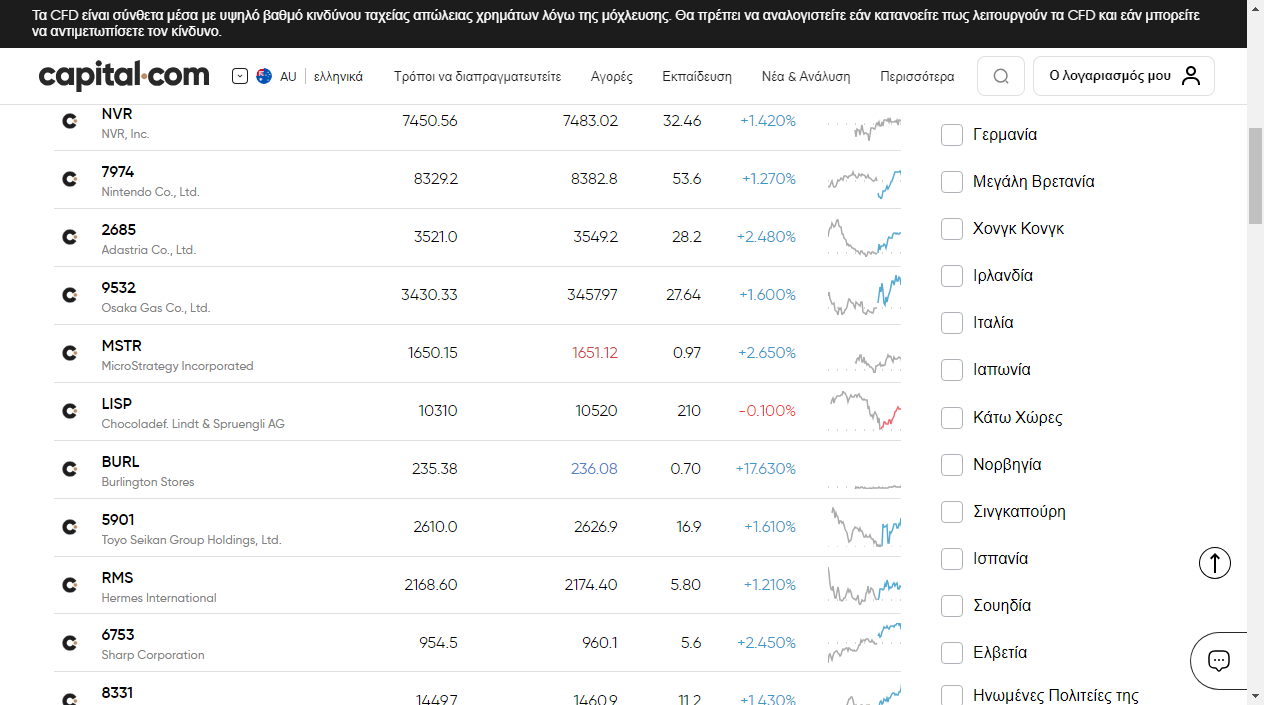 Τα CFD είναι σύνθετα μέσα με υψηλό βαθμό κινδύνου ταχείας απώλειας χρημάτων λόγω της μόχλευσης. Θα πρέπει να αναλογιστείτε εάν κατανοείτε πως λειτουργούν τα CFD και εάν μπορείτε
να αντιμετωπίσετε τον κίνδυνο.
capital.com AU ελληνικά Τρόποι να διαπραγματευτείτε Αγορές Εκπαίδευση Νέα & Ανάλυση Περισσότερα Ο λογαριασμός μου
NVR 7450.56 7483.02 32.46 +1.420%
NVR, Inc.
7974 8329.2 8382.8 53.6 +1.270%
Nintendo Co., Ltd.
2685 3521.0 3549.2 28.2 +2.480%
Adastria Co., Ltd.
9532 3430.33 3457.97 27.64 +1.600%
Osaka Gas Co., Ltd.
MSTR 1650.15 1651.12 0.97 +2.650%
MicroStrategy Incorporated
LISP 10310 10520 210 -0.100%
Chocoladef. Lindt & Spruengli AG
BURL 235.38 236.08 0.70 +17.630%
Burlington Stores
5901 2610.0 2626.9 16.9 +1.610%
Toyo Seikan Group Holdings, Ltd.
RMS 2168.60 2174.40 5.80 +1.210%
Hermes International
6753 954.5 960.1 5.6 +2.450%
Sharp Corporation
8331 1449.7 1460.9 11.2 +1.430%
Γερμανία
Μεγάλη Βρετανία
Χονγκ Κονγκ
Ιρλανδία
Ιταλία
Ιαπωνία
Κάτω Χώρες
Νορβηγία
Σινγκαπούρη
Ισπανία
Σουηδία
Ελβετία
Ηνωμένες Πολιτείες της